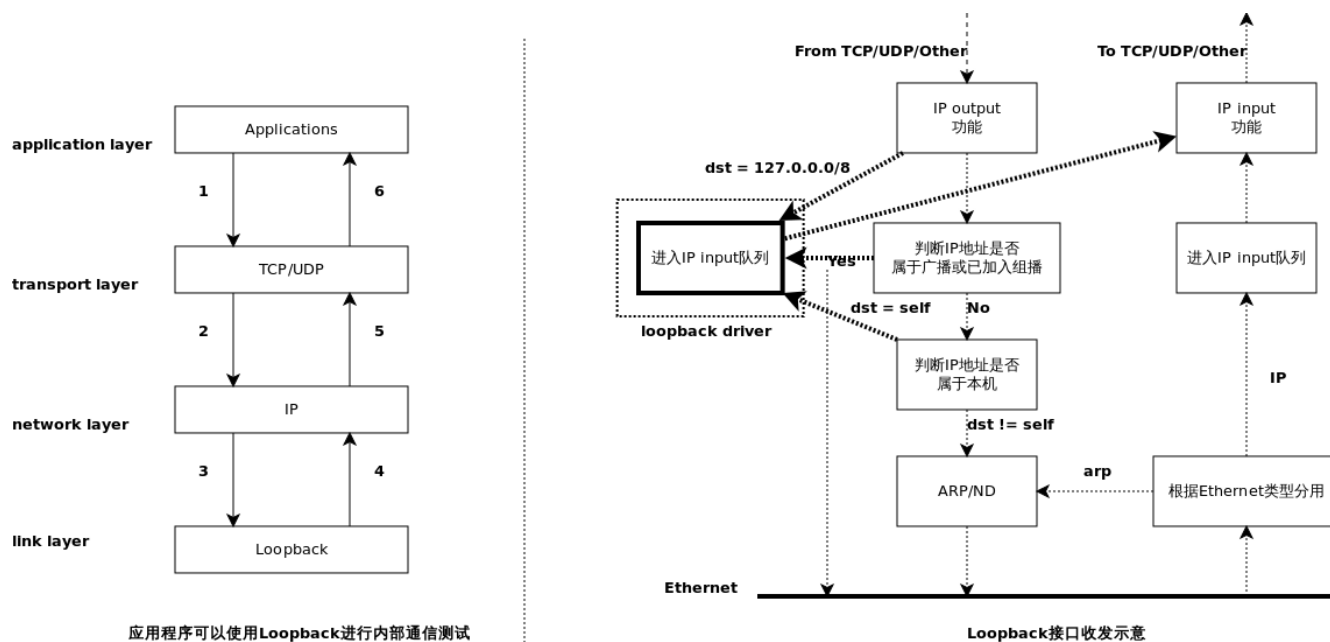 application layer
Applications
1
6
transport layer
TCP/UDP
2
5
network layer
IP
3
4
link layer
Loopback
应用程序可以使用Loopback进行内部通信测试
From TCP/UDP/Other
To TCP/UDP/Other
IP output
功能
IP input
功能
dst = 127.0.0.0/8
进入IP input队列
Yes
判断IP地址是否
属于广播或已加入组播
进入IP input队列
loopback driver
dst = self
No
判断IP地址是否
属于本机
IP
dst != self
ARP/ND
arp
根据Ethernet类型分用
Ethernet
Loopback接口收发示意